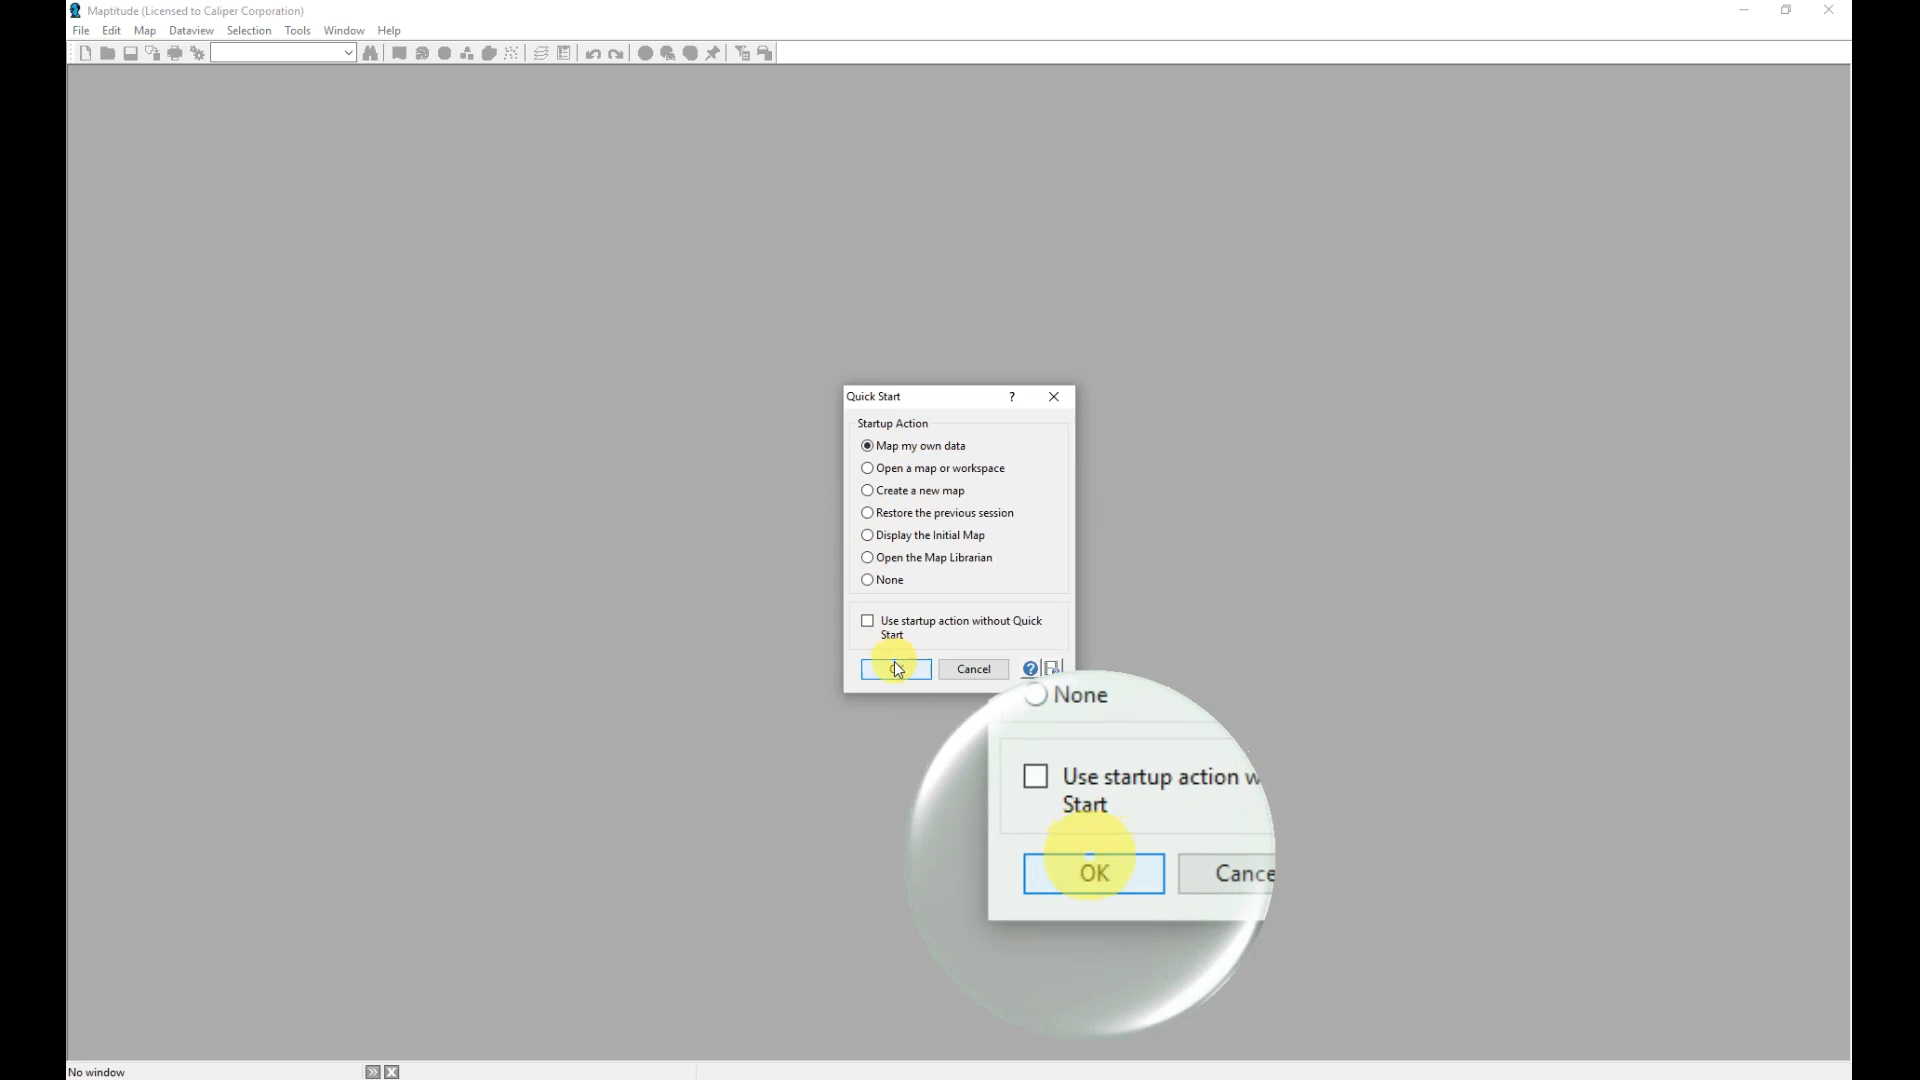 Maptitude (Licensed to Caliper Corporation)
File Edit Map Dataview Selection Tools Window Help
Quick Start ?
Startup Action
Map my own data
Open a map or workspace
Create a new map
Restore the previous session
Display the Initial Map
Open the Map Librarian
None
Use startup action without Quick
Start
Cancel ?
None
Use startup action w
Start
OK Cance
No window